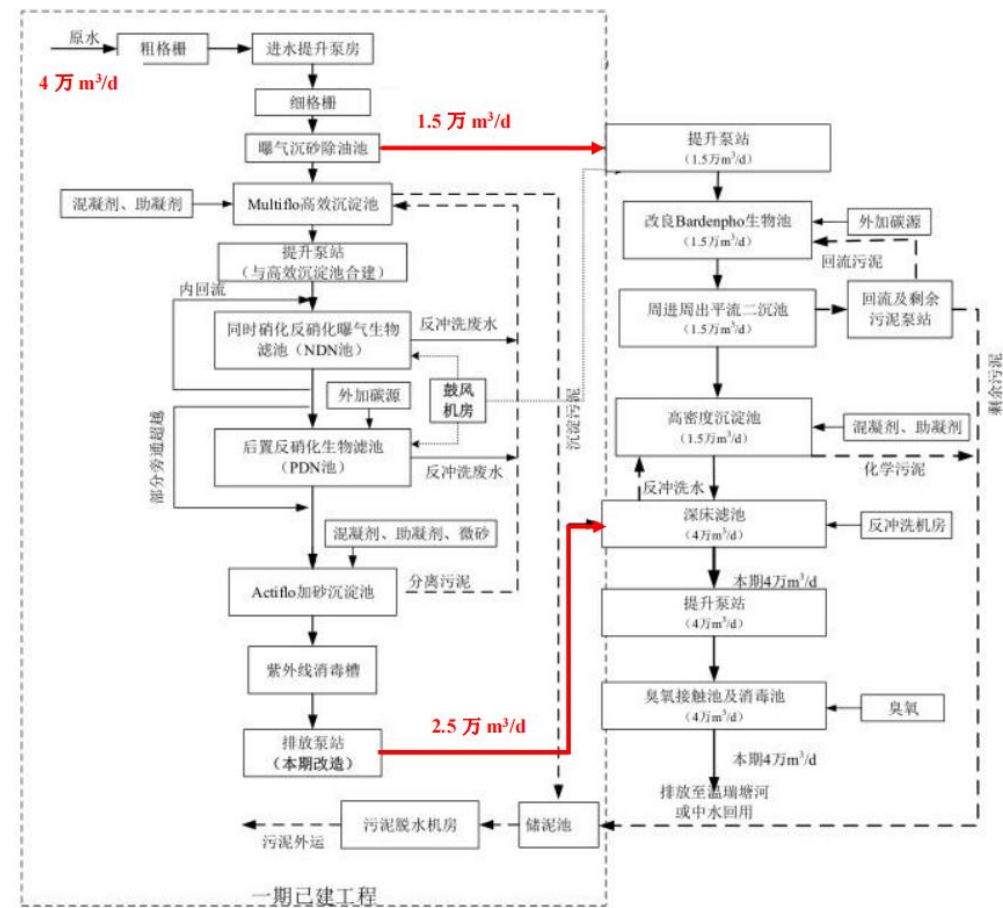 原水
粗格栅
进水提升泵房
4 万 m³/d
细格栅
1.5 万 m³/d
曝气沉砂除油池
提升泵站
(1.5万m³/d)
混凝剂、助凝剂
Multiflo高效沉淀池
改良Bardenpho生物池
(1.5万m³/d)
外加碳源
回流污泥
提升泵站
(与高效沉淀池合建)
内回流
同时硝化反硝化曝气生物
滤池（NDN池）
反冲洗废水
周进周出平流二沉池
(1.5万m³/d)
回流及剩余
污泥泵站
外加碳源
鼓风
机房
沉淀污泥
剩余污泥
部分旁通超越
后置反硝化生物滤池
（PDN池）
反冲洗废水
高密度沉淀池
(1.5万m³/d)
混凝剂、助凝剂
化学污泥
反冲洗水
混凝剂、助凝剂、微砂
深床滤池
(4万m³/d)
反冲洗机房
Actiflo加砂沉淀池
分离污泥
本期4万m³/d
提升泵站
(4万m³/d)
紫外线消毒槽
臭氧接触池及消毒池
(4万m³/d)
臭氧
2.5 万 m³/d
排放泵站
（本期改造）
本期4万m³/d
排放至温瑞塘河
或中水回用
污泥外运
污泥脱水机房
储泥池
一期已建工程